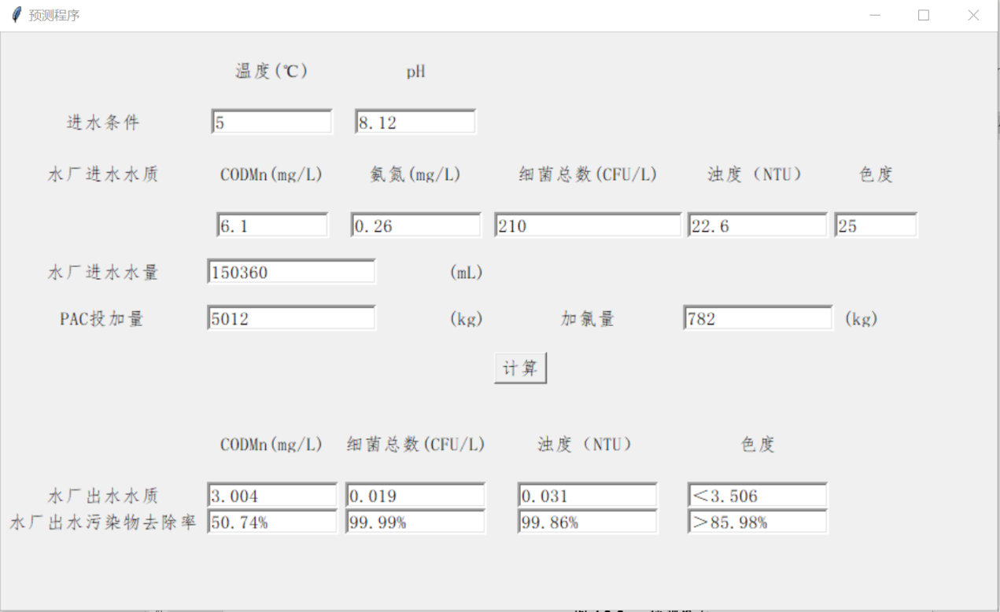 预测程序
温度(℃) pH
进水条件 5 8.12
水厂进水水质 CODMn(mg/L) 氨氮(mg/L) 细菌总数(CFU/L) 浊度（NTU） 色度
6.1 0.26 210 22.6 25
水厂进水水量 150360 (mL)
PAC投加量 5012 (kg) 加氯量 782 (kg)
计算
CODMn(mg/L) 细菌总数(CFU/L) 浊度（NTU） 色度
水厂出水水质 3.004 0.019 0.031 ＜3.506
水厂出水污染物去除率 50.74% 99.99% 99.86% ＞85.98%